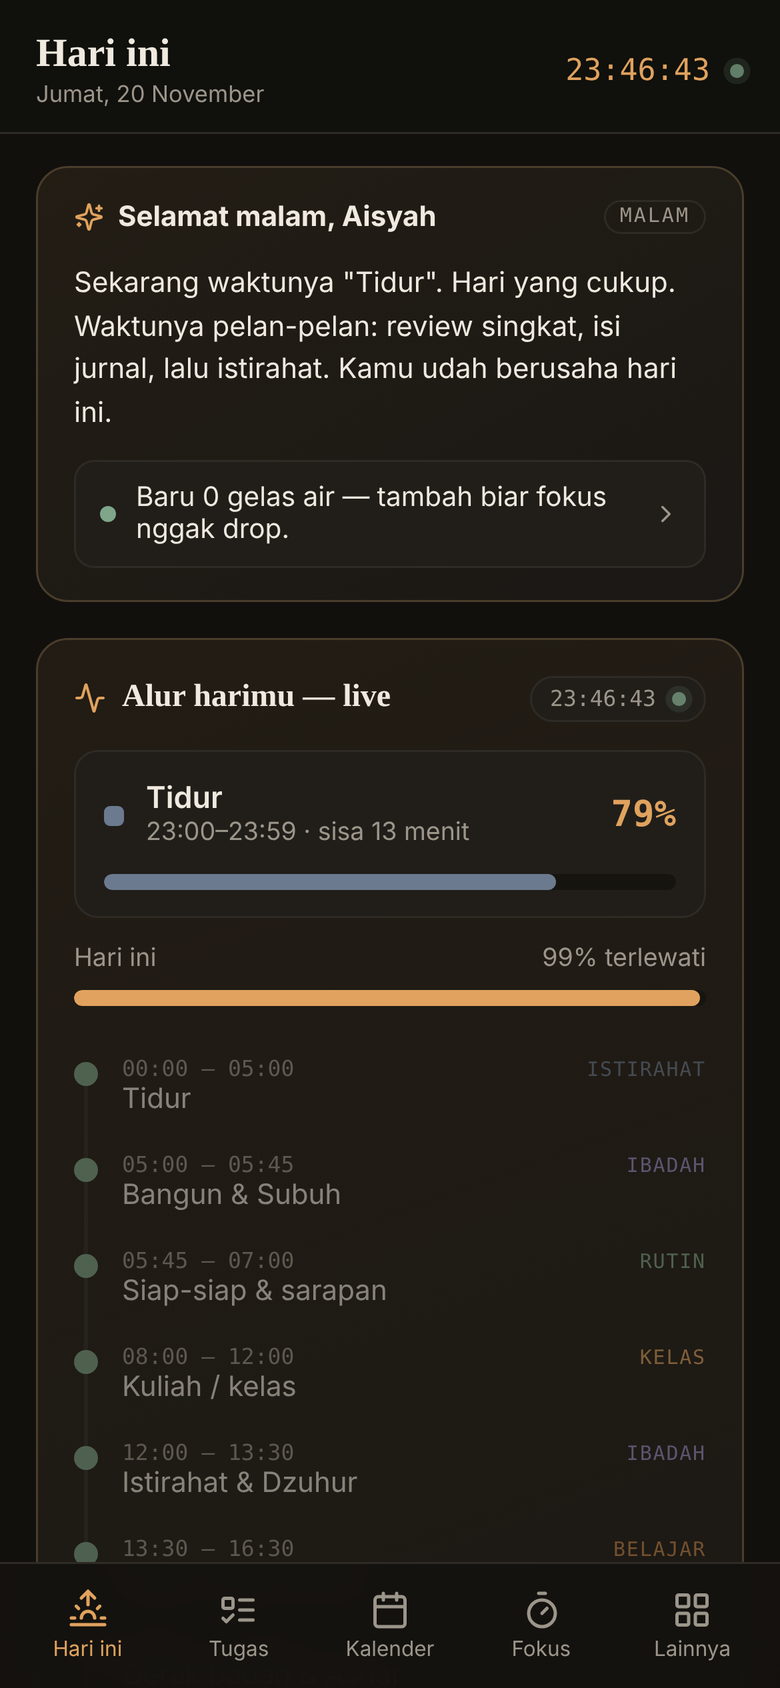 Hari ini
Jumat, 20 November
23:46:43
Selamat malam, Aisyah
MALAM
Sekarang waktunya "Tidur". Hari yang cukup.
Waktunya pelan-pelan: review singkat, isi
jurnal, lalu istirahat. Kamu udah berusaha hari
ini.
Baru 0 gelas air — tambah biar fokus
nggak drop.
Alur harimu — live
23:46:43
Tidur
23:00–23:59 · sisa 13 menit
79%
Hari ini
99% terlewati
00:00 — 05:00
ISTIRAHAT
Tidur
05:00 — 05:45
IBADAH
Bangun & Subuh
05:45 — 07:00
RUTIN
Siap-siap & sarapan
08:00 — 12:00
KELAS
Kuliah / kelas
12:00 — 13:30
IBADAH
Istirahat & Dzuhur
13:30 — 16:30
BELAJAR
Hari ini
Tugas
Kalender
Fokus
Lainnya